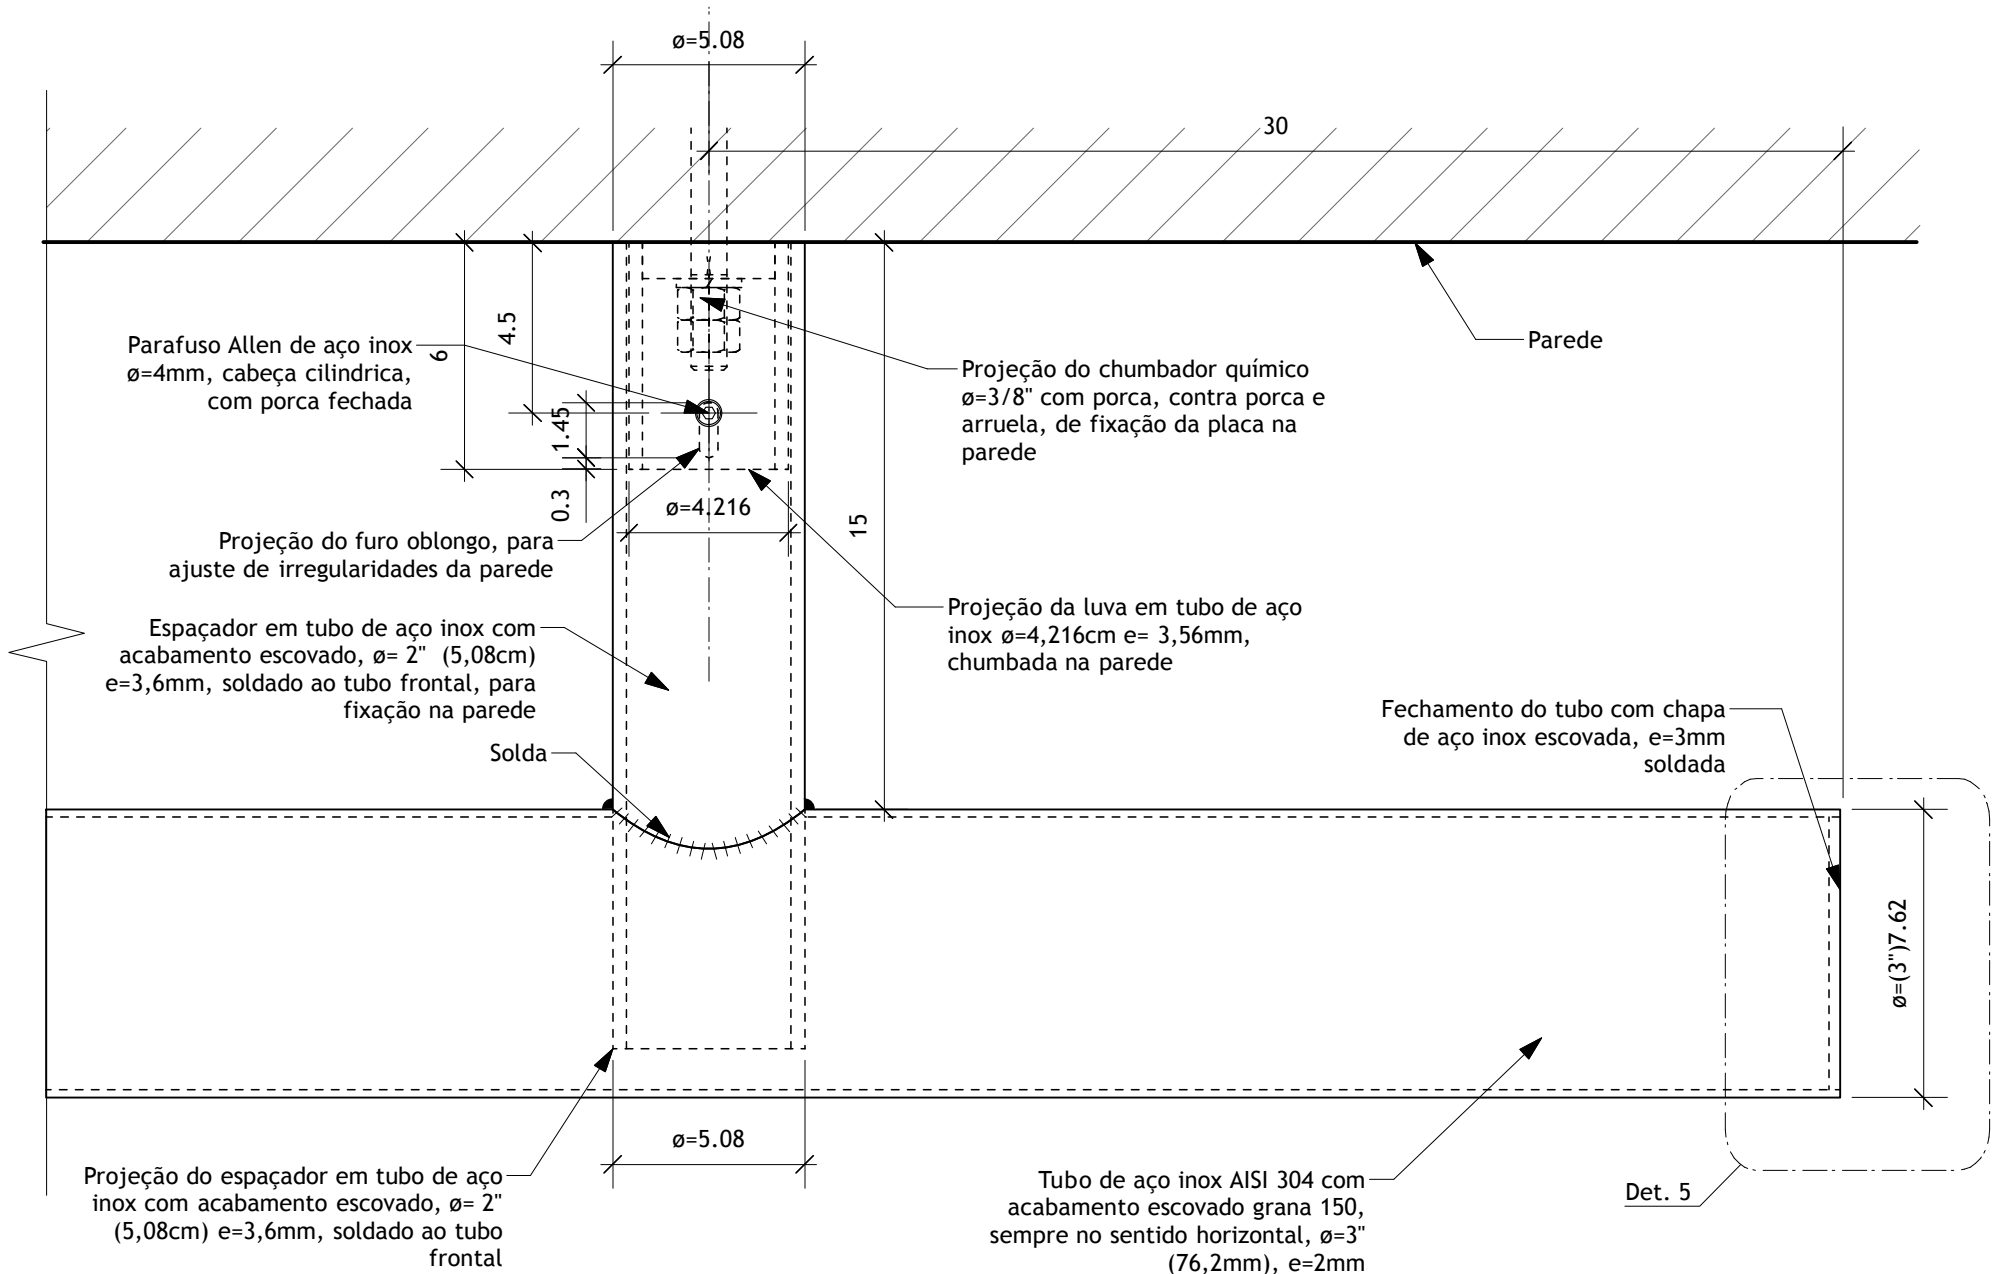 ø=5.08
30
4.5
6
Parafuso Allen de aço inox
ø=4mm, cabeça cilindrica,
com porca fechada
Parede
Projeção do chumbador químico
ø=3/8" com porca, contra porca e
arruela, de fixação da placa na
parede
1.45
0.3
ø=4.216
15
Projeção do furo oblongo, para
ajuste de irregularidades da parede
Projeção da luva em tubo de aço
inox ø=4,216cm e= 3,56mm,
chumbada na parede
Espaçador em tubo de aço inox com
acabamento escovado, ø= 2" (5,08cm)
e=3,6mm, soldado ao tubo frontal, para
fixação na parede
Solda
Fechamento do tubo com chapa
de aço inox escovada, e=3mm
soldada
ø=(3")7.62
ø=5.08
Projeção do espaçador em tubo de aço
inox com acabamento escovado, ø= 2"
(5,08cm) e=3,6mm, soldado ao tubo
frontal
Tubo de aço inox AISI 304 com
acabamento escovado grana 150,
sempre no sentido horizontal, ø=3"
(76,2mm), e=2mm
Det. 5